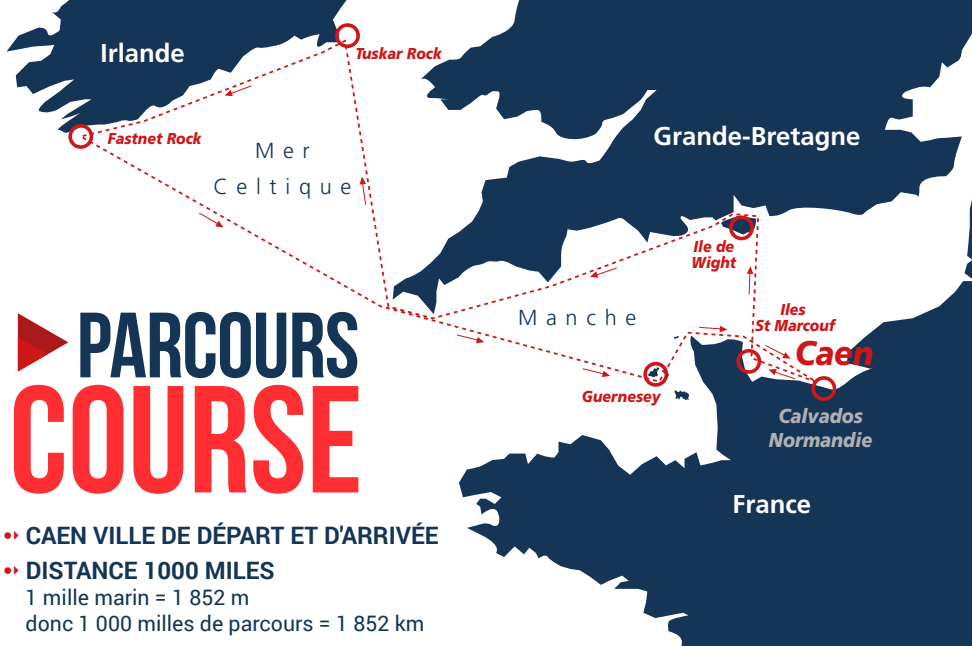 Irlande
Tuskar Rock
Fastnet Rock
Mer
Celtique
Grande-Bretagne
Ile de
Wight
Manche
Iles
St Marcouf
Caen
Guernesey
Calvados
Normandie
France
PARCOURS
COURSE
CAEN VILLE DE DÉPART ET D'ARRIVÉE
DISTANCE 1000 MILES
1 mille marin = 1 852 m
donc 1 000 milles de parcours = 1 852 km